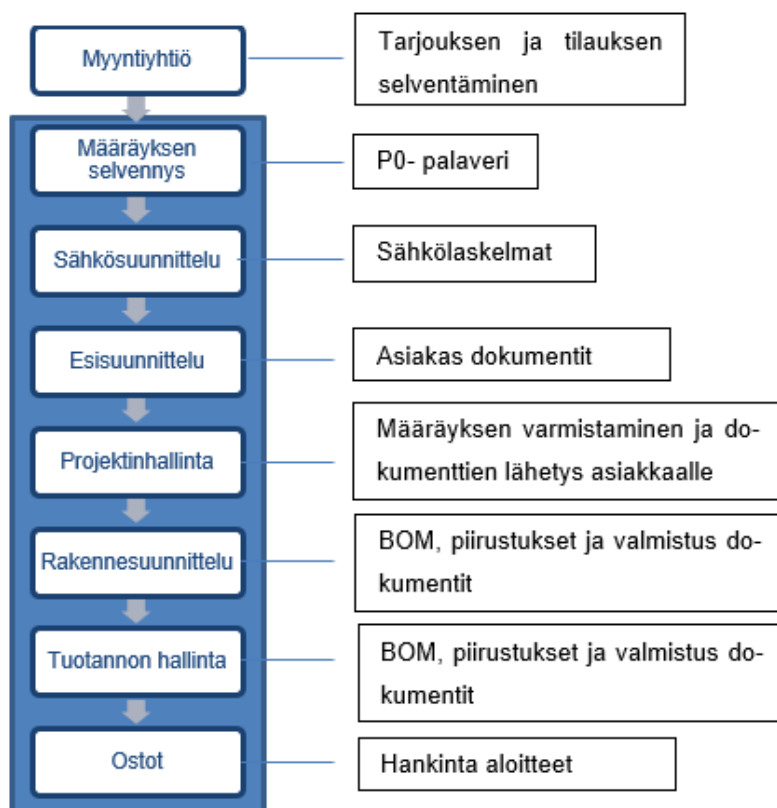 Myyntiyhtiö
Tarjouksen ja tilauksen
selventäminen
Määräyksen
selvennys
P0- palaveri
Sähkösuunnittelu
Sähkölaskelmat
Esisuunnittelu
Asiakas dokumentit
Projektinhallinta
Määräyksen varmistaminen ja do-
kumenttien lähetys asiakkaalle
Rakennesuunnittelu
BOM, piirustukset ja valmistus do-
kumentit
Tuotannon hallinta
BOM, piirustukset ja valmistus do-
kumentit
Ostot
Hankinta aloitteet